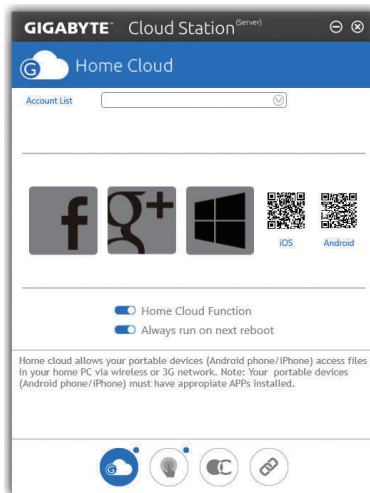 GIGABYTE™ Cloud Station (Server)
G Home Cloud
Account List
f g+
iOS Android
Home Cloud Function
Always run on next reboot
Home cloud allows your portable devices (Android phone/iPhone) access files
in your home PC via wireless or 3G network. Note: Your portable devices
(Android phone/iPhone) must have appropiate APPs installed.
G